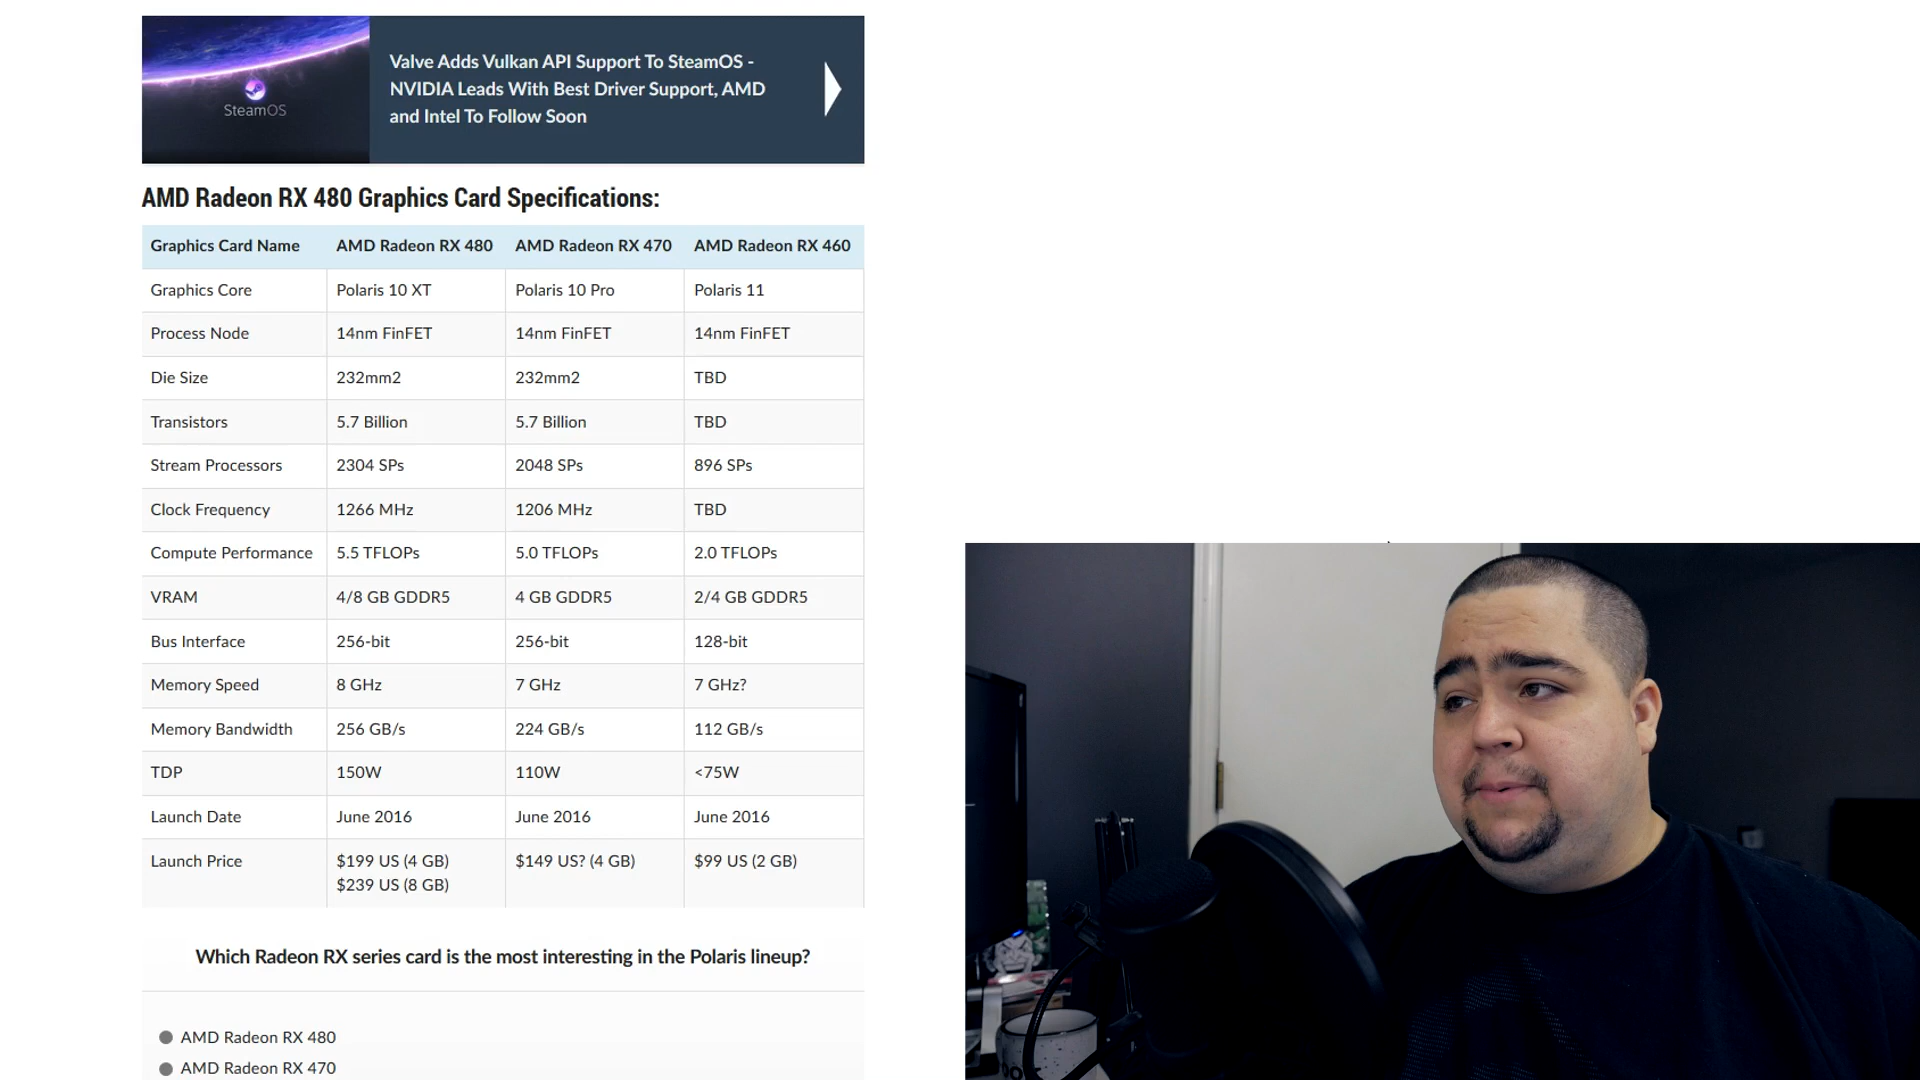 SteamOS
Valve Adds Vulkan API Support To SteamOS -
NVIDIA Leads With Best Driver Support, AMD
and Intel To Follow Soon
AMD Radeon RX 480 Graphics Card Specifications:
Graphics Card Name AMD Radeon RX 480 AMD Radeon RX 470 AMD Radeon RX 460
Graphics Core Polaris 10 XT Polaris 10 Pro Polaris 11
Process Node 14nm FinFET 14nm FinFET 14nm FinFET
Die Size 232mm2 232mm2 TBD
Transistors 5.7 Billion 5.7 Billion TBD
Stream Processors 2304 SPs 2048 SPs 896 SPs
Clock Frequency 1266 MHz 1206 MHz TBD
Compute Performance 5.5 TFLOPs 5.0 TFLOPs 2.0 TFLOPs
VRAM 4/8 GB GDDR5 4 GB GDDR5 2/4 GB GDDR5
Bus Interface 256-bit 256-bit 128-bit
Memory Speed 8 GHz 7 GHz 7 GHz?
Memory Bandwidth 256 GB/s 224 GB/s 112 GB/s
TDP 150W 110W <75W
Launch Date June 2016 June 2016 June 2016
Launch Price $199 US (4 GB) $149 US? (4 GB) $99 US (2 GB)
$239 US (8 GB)
Which Radeon RX series card is the most interesting in the Polaris lineup?
AMD Radeon RX 480
AMD Radeon RX 470